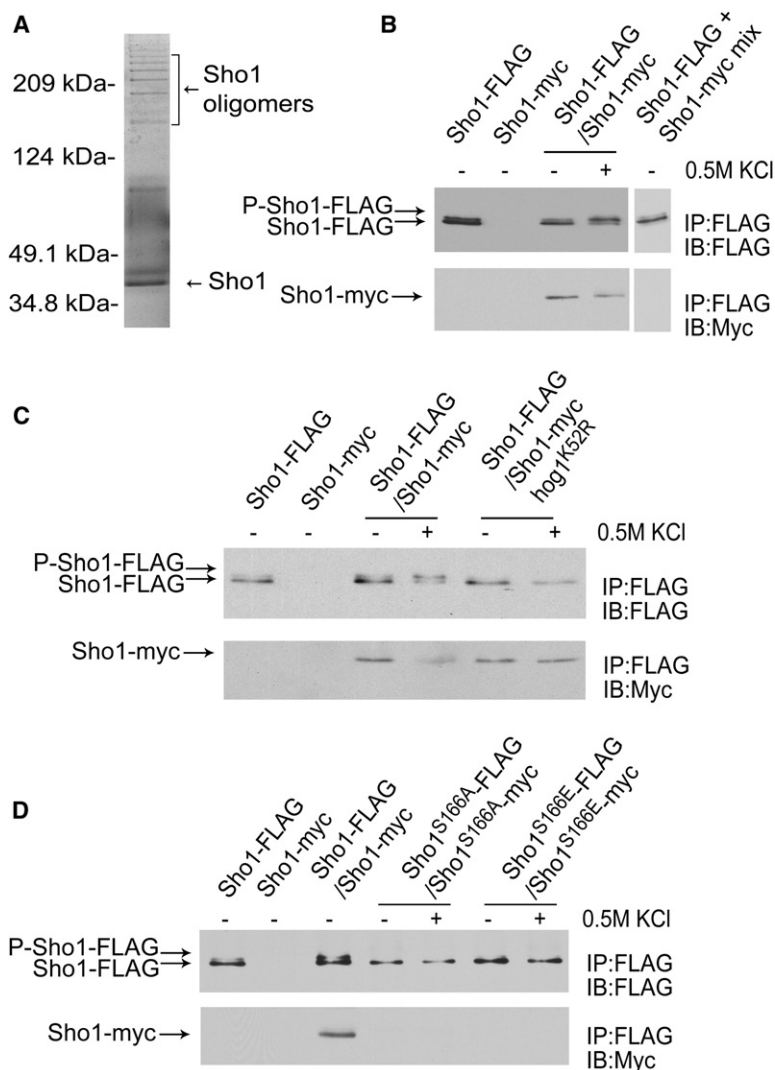 A
209 kDa-
124 kDa-
49.1 kDa-
34.8 kDa-
← Sho1
oligomers
← Sho1
B
Sho1-FLAG
Sho1-myc
Sho1-FLAG
/Sho1-myc
Sho1-FLAG +
Sho1-myc mix
- - - + - 0.5M KCl
P-Sho1-FLAG →
Sho1-FLAG →
IP:FLAG
IB:FLAG
Sho1-myc →
IP:FLAG
IB:Myc
C
Sho1-FLAG
Sho1-myc
Sho1-FLAG
/Sho1-myc
Sho1-FLAG
/Sho1-myc
hog1K52R
- - - + - + 0.5M KCl
P-Sho1-FLAG →
Sho1-FLAG →
IP:FLAG
IB:FLAG
Sho1-myc →
IP:FLAG
IB:Myc
D
Sho1-FLAG
Sho1-myc
Sho1-FLAG
/Sho1-myc
Sho1S166A-FLAG
/Sho1S166A-myc
Sho1S166E-FLAG
/Sho1S166E-myc
- - - - + - + 0.5M KCl
P-Sho1-FLAG →
Sho1-FLAG →
IP:FLAG
IB:FLAG
Sho1-myc →
IP:FLAG
IB:Myc